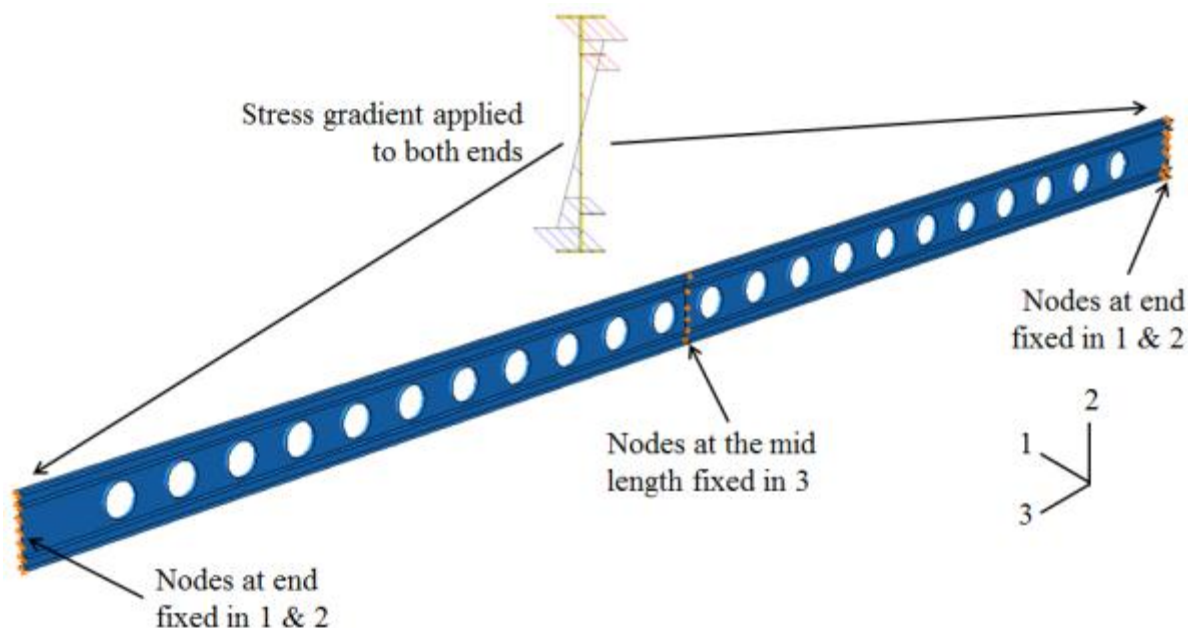 Stress gradient applied
to both ends
Nodes at end
fixed in 1 & 2
2
1
3
Nodes at the mid
length fixed in 3
Nodes at end
fixed in 1 & 2